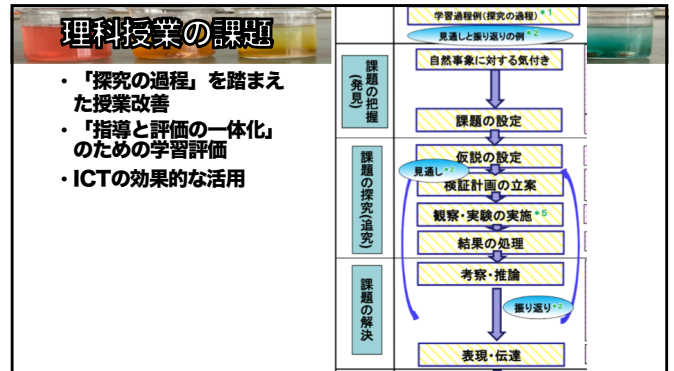 理科授業の課題
・「探究の過程」を踏まえ
た授業改善
・「指導と評価の一体化」
のための学習評価
・ICTの効果的な活用
学習過程例(探究の過程)*1
見通しと振り返りの例*2
課題の把握(発見)
自然事象に対する気付き
課題の設定
課題の探究(追究)
仮説の設定
見通し*2
検証計画の立案
観察・実験の実施*5
結果の処理
課題の解決
考察・推論
振り返り*2
表現・伝達